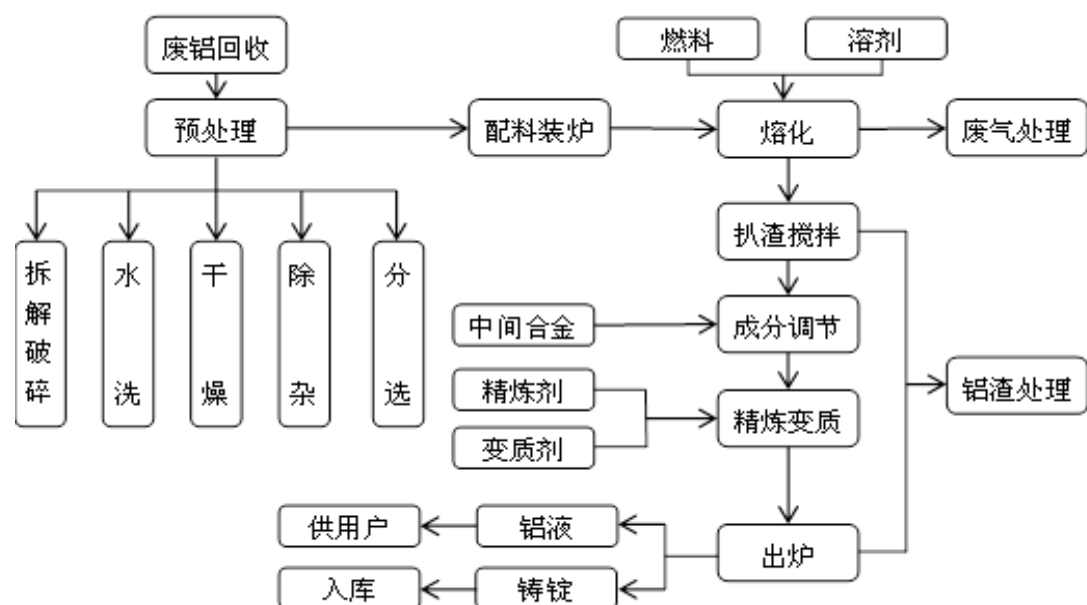 废铝回收
燃料
溶剂
预处理
配料装炉
熔化
废气处理
扒渣搅拌
拆解破碎
水洗
干燥
除杂
分选
中间合金
成分调节
精炼剂
铝渣处理
精炼变质
变质剂
供用户
铝液
出炉
入库
铸锭